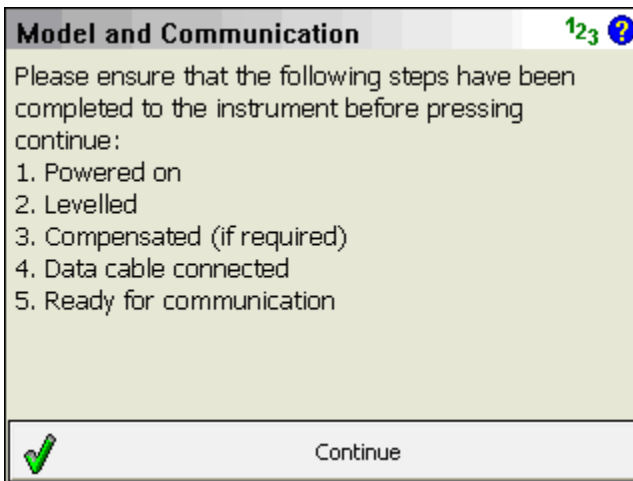 Model and Communication 123 ?
Please ensure that the following steps have been
completed to the instrument before pressing
continue:
1. Powered on
2. Levelled
3. Compensated (if required)
4. Data cable connected
5. Ready for communication
Continue